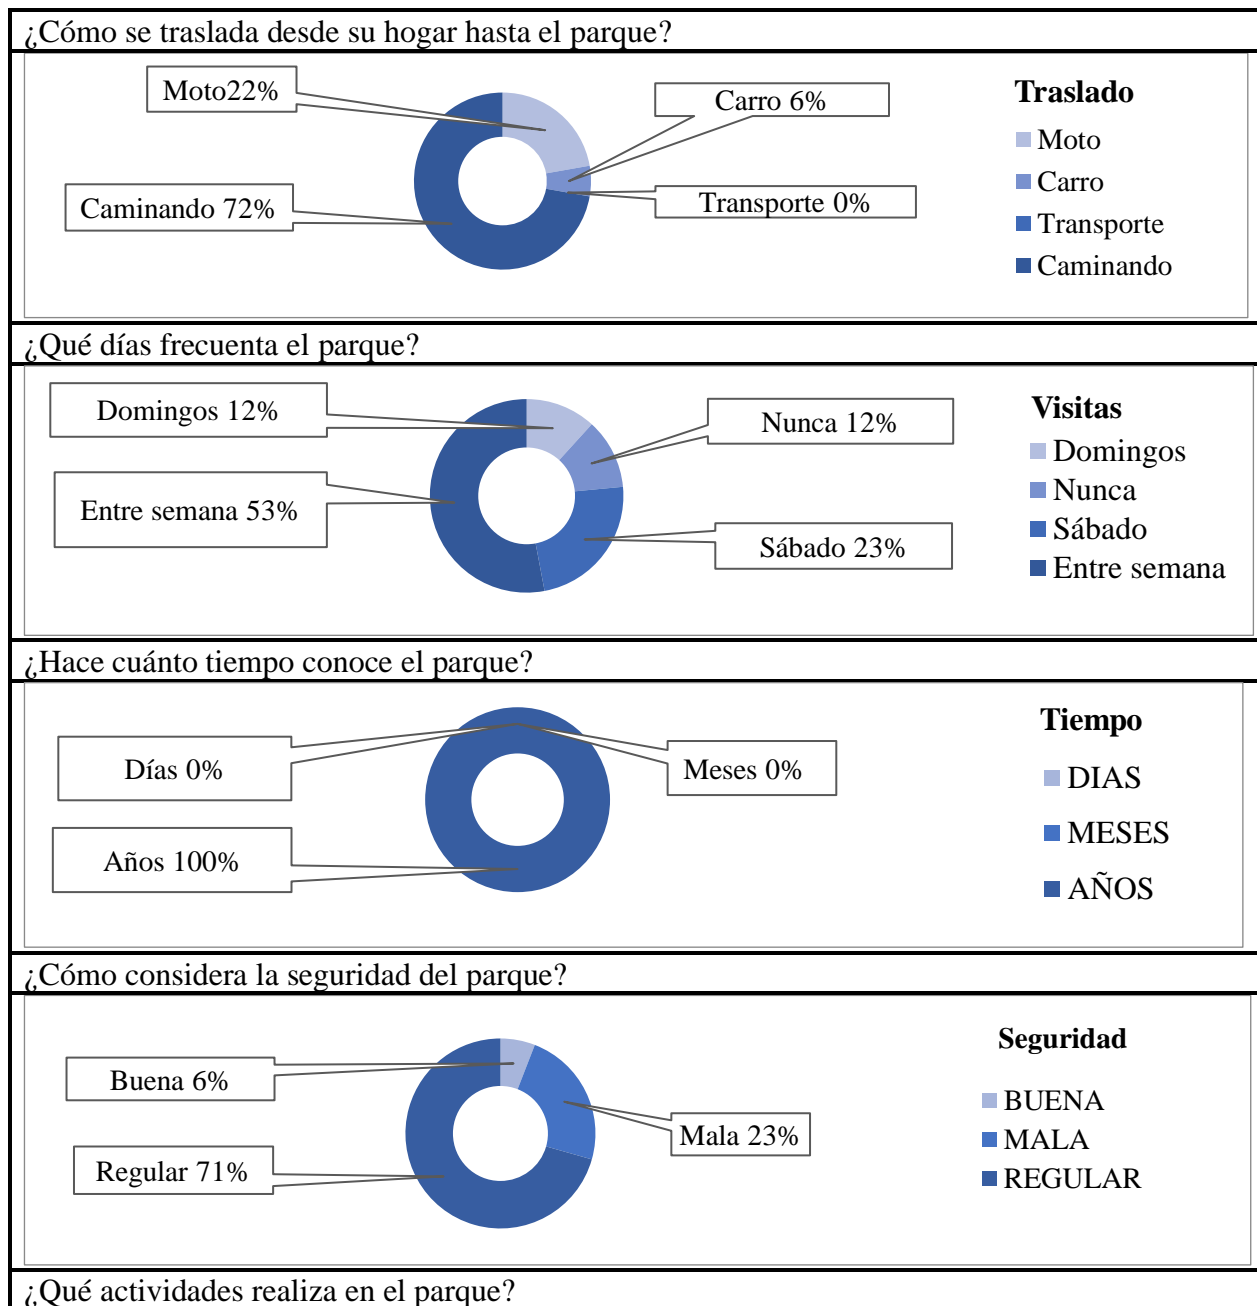 ¿Cómo se traslada desde su hogar hasta el parque?
Moto22%
Carro 6%
Caminando 72%
Transporte 0%
Traslado
Moto
Carro
Transporte
Caminando
¿Qué días frecuenta el parque?
Domingos 12%
Nunca 12%
Entre semana 53%
Sábado 23%
Visitas
Domingos
Nunca
Sábado
Entre semana
¿Hace cuánto tiempo conoce el parque?
Días 0%
Meses 0%
Años 100%
Tiempo
DIAS
MESES
AÑOS
¿Cómo considera la seguridad del parque?
Buena 6%
Mala 23%
Regular 71%
Seguridad
BUENA
MALA
REGULAR
¿Qué actividades realiza en el parque?